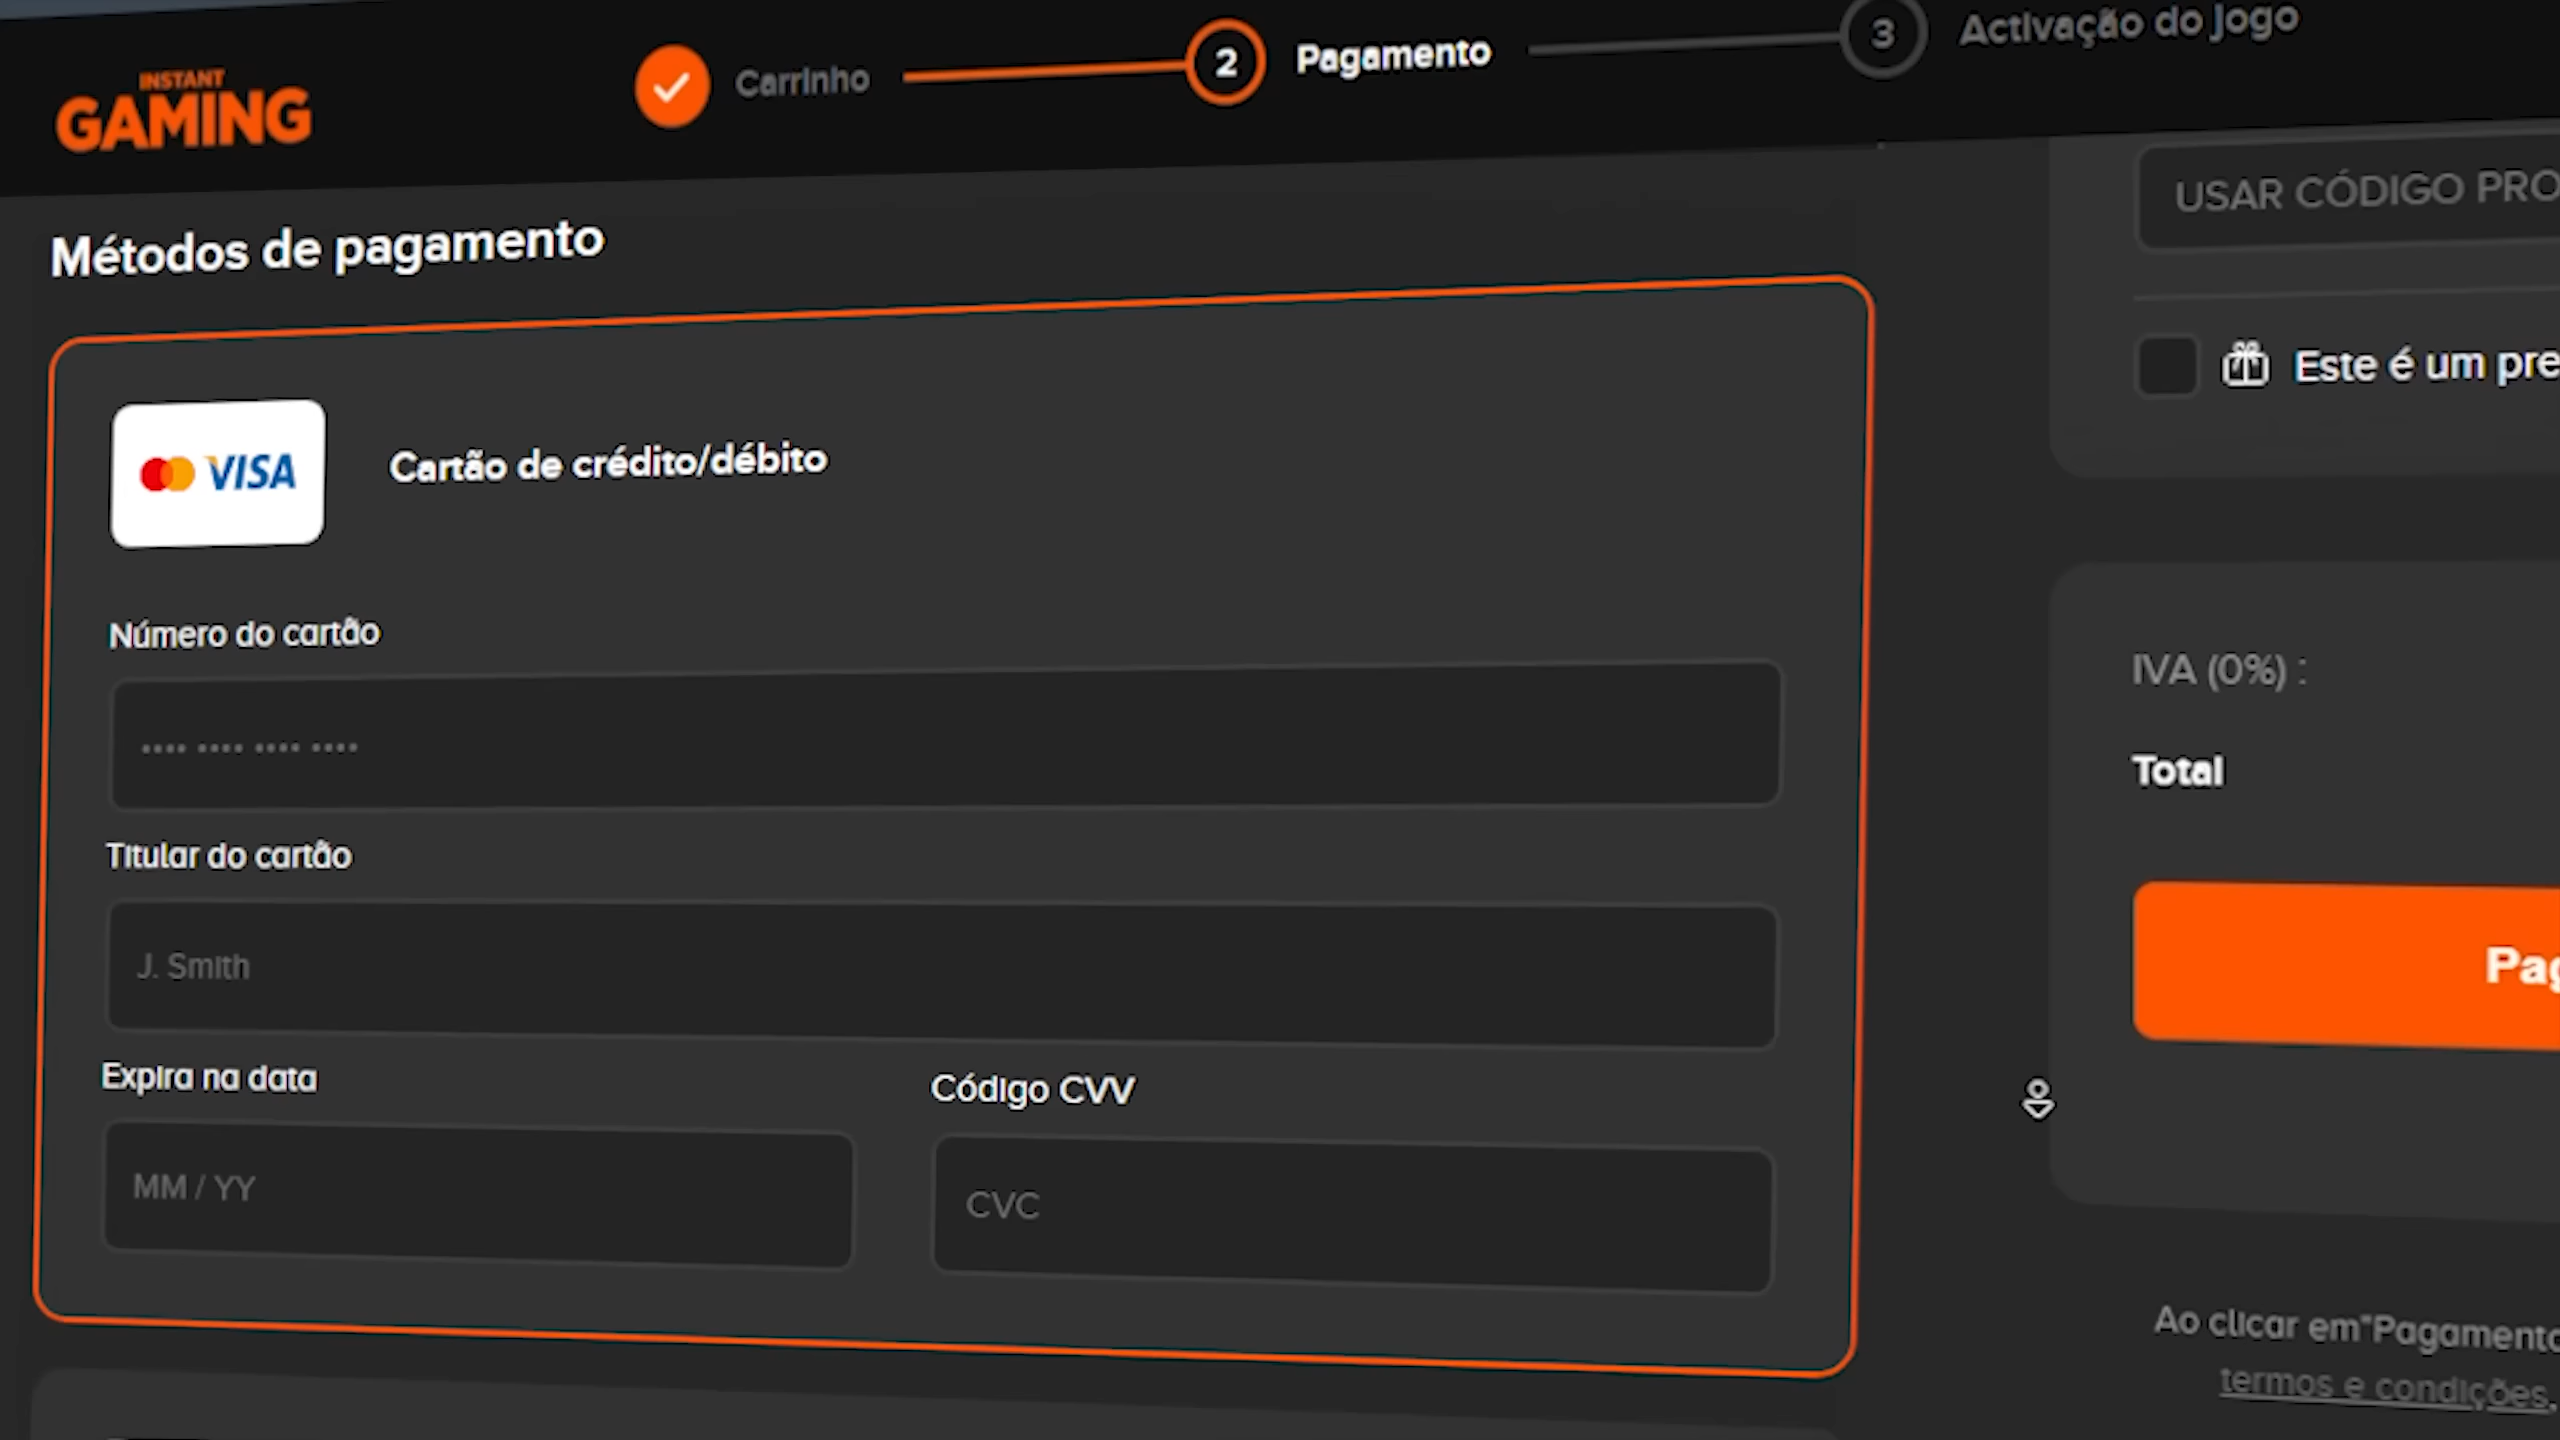 INSTANT
GAMING
Carrinho
2
Pagamento
3
Activação do Jogo
Métodos de pagamento
VISA
Cartão de crédito/débito
Número do cartão
Titular do cartão
J. Smith
Expira na data
Código CVV
MM / YY
CVC
USAR CÓDIGO PRO
Este é um pre
IVA (0%) :
Total
Pag
Ao clicar em"Pagamento
termos e condições,